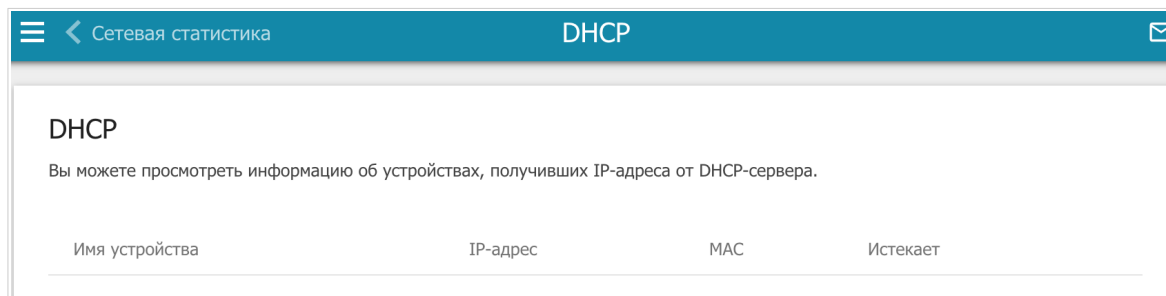 Сетевая статистика DHCP
DHCP
Вы можете просмотреть информацию об устройствах, получивших IP-адреса от DHCP-сервера.
Имя устройства IP-адрес MAC Истекает